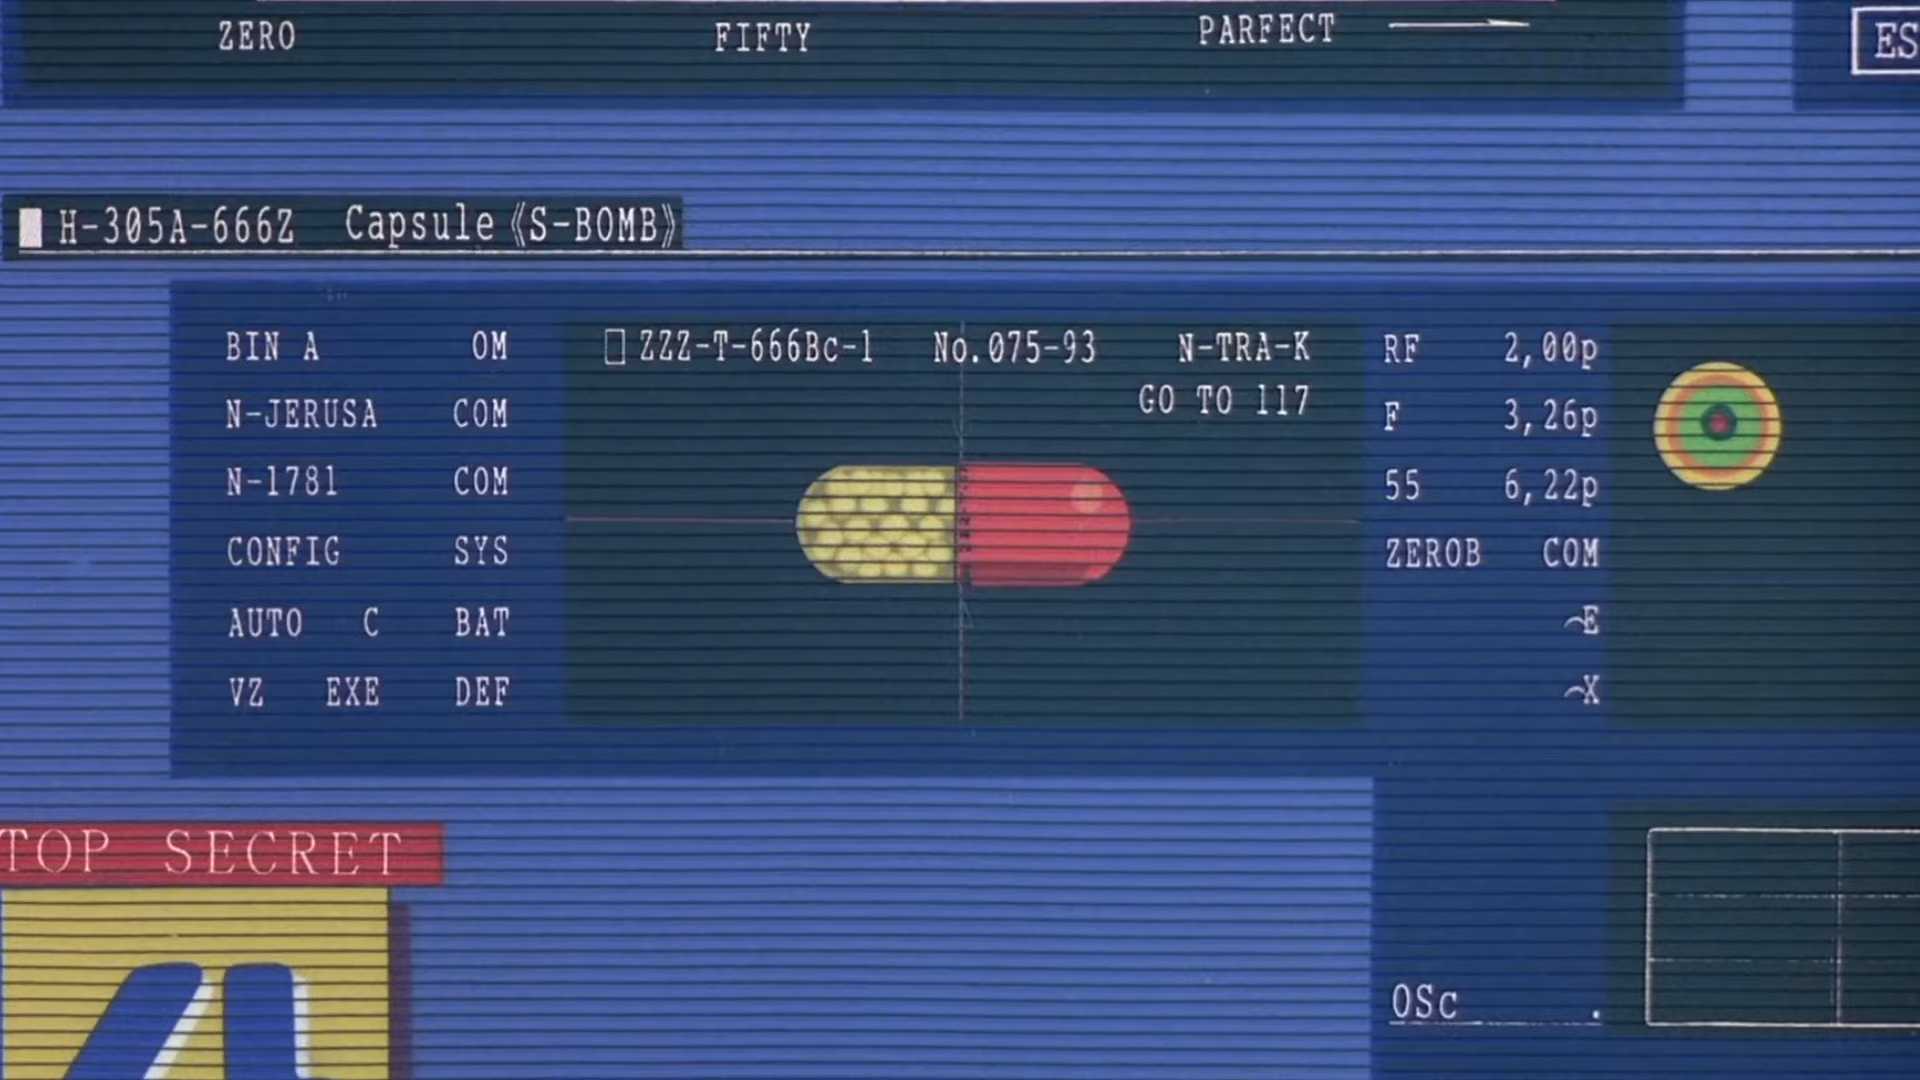 ZERO FIFTY PARFECT
ES
H-305A-666Z Capsule《S-BOMB》
BIN A OM
N-JERUSA COM
N-1781 COM
CONFIG SYS
AUTO C BAT
VZ EXE DEF
ZZZ-T-666Bc-1 No.075-93 N-TRA-K
GO TO 117
RF 2,00p
F 3,26p
55 6,22p
ZEROB COM
⌒E
⌒X
TOP SECRET
OSc .